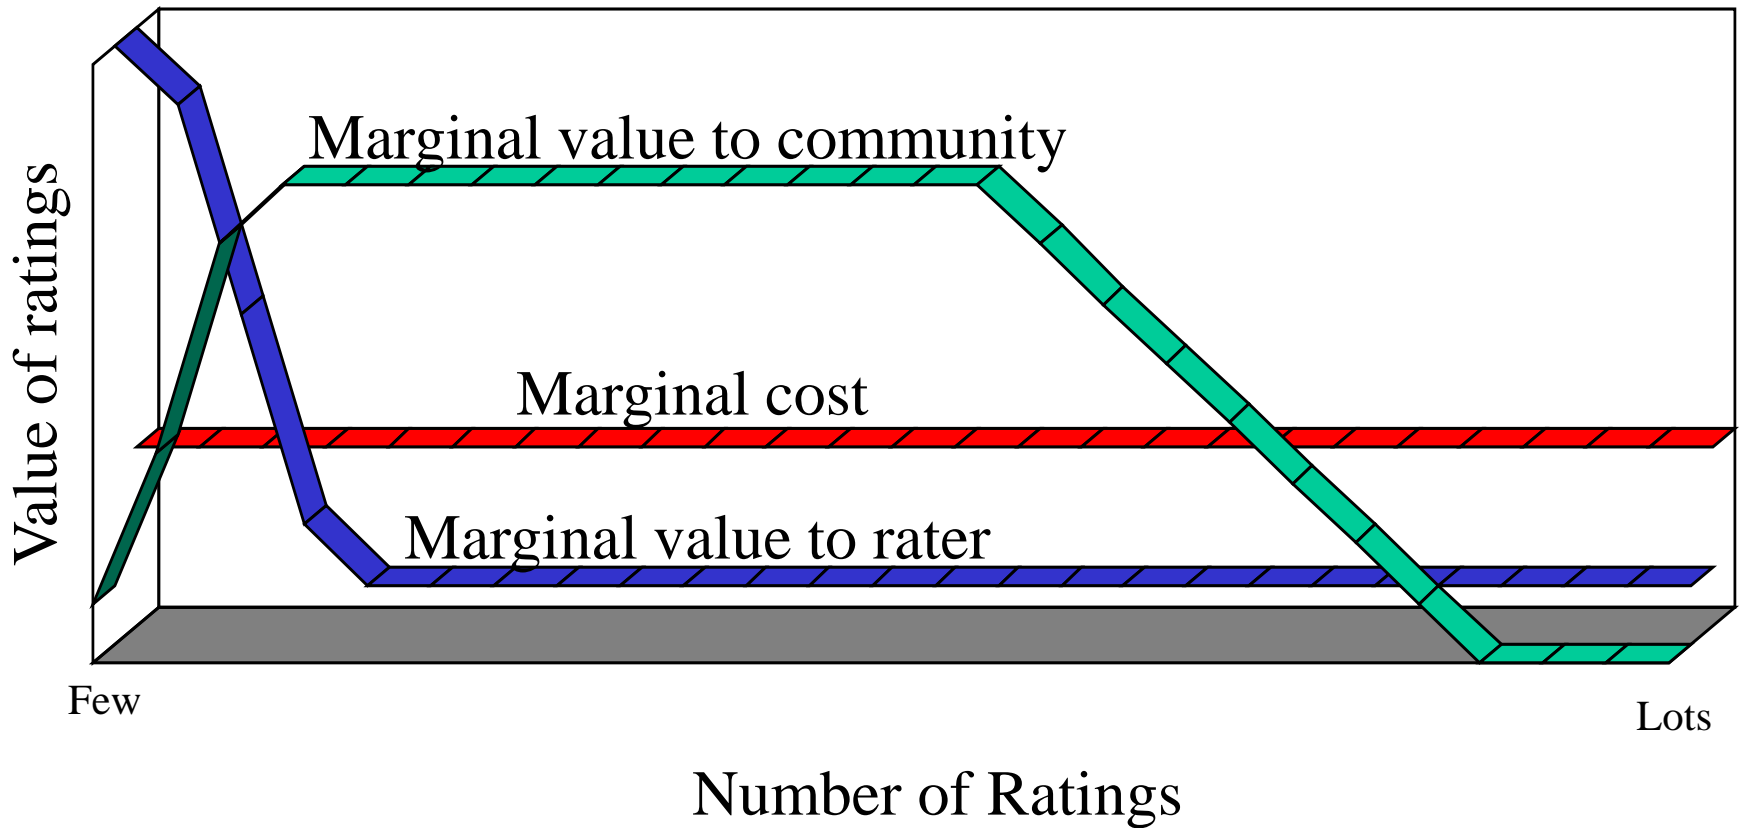 Marginal value to community
Value of ratings
Marginal cost
Marginal value to rater
Few
Lots
Number of Ratings